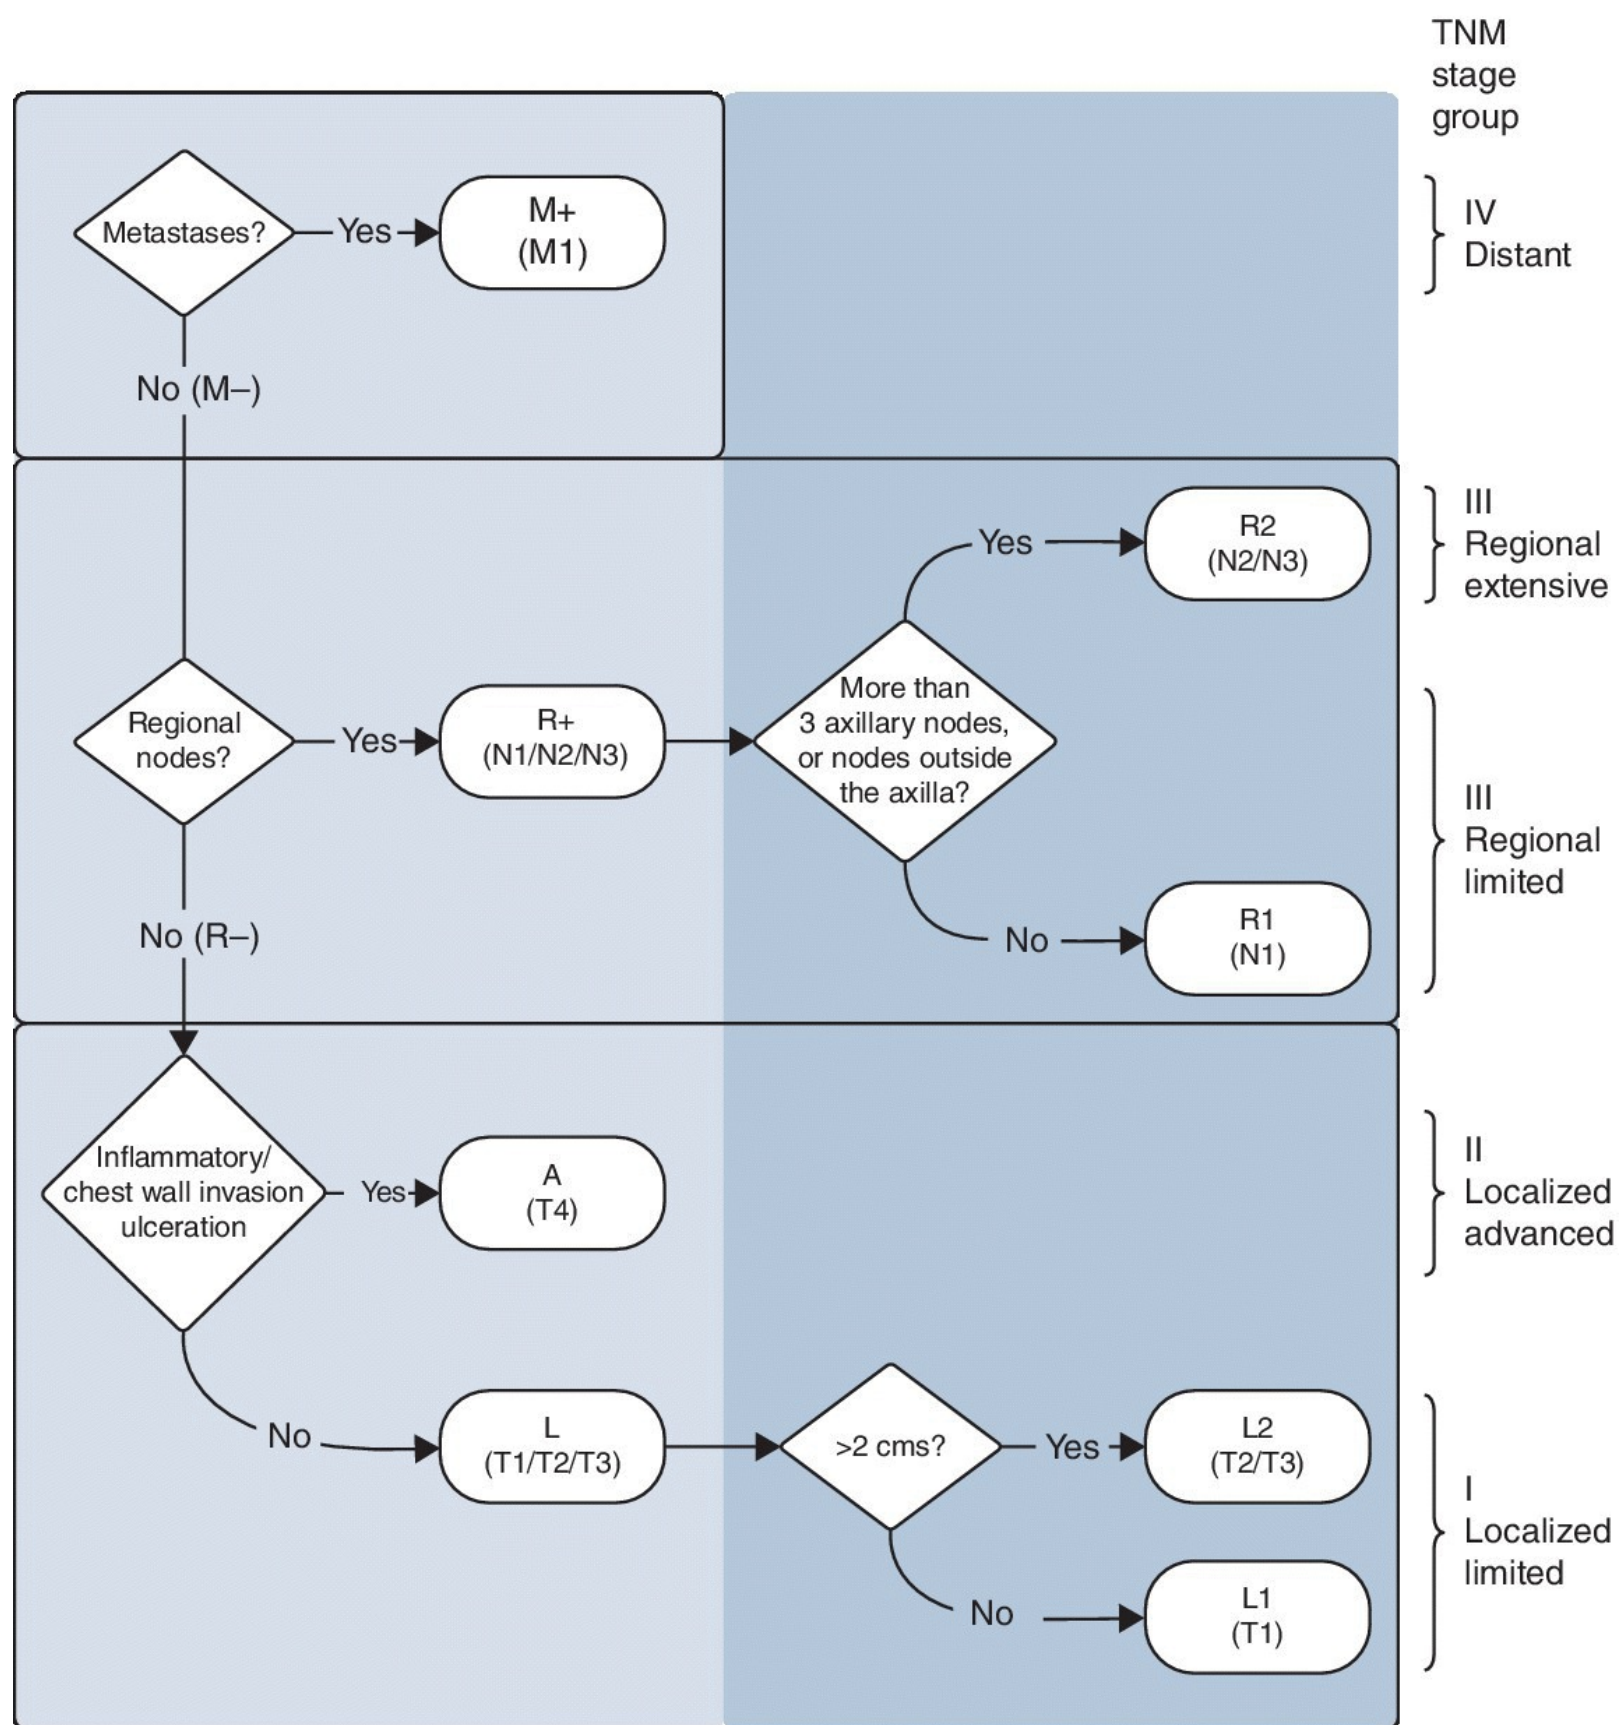 TNM
stage
group
Metastases?
Yes
M+
(M1)
IV
Distant
No (M–)
Regional
nodes?
Yes
R+
(N1/N2/N3)
More than
3 axillary nodes,
or nodes outside
the axilla?
Yes
R2
(N2/N3)
III
Regional
extensive
No
R1
(N1)
III
Regional
limited
No (R–)
Inflammatory/
chest wall invasion
ulceration
Yes
A
(T4)
II
Localized
advanced
No
L
(T1/T2/T3)
>2 cms?
Yes
L2
(T2/T3)
No
L1
(T1)
I
Localized
limited